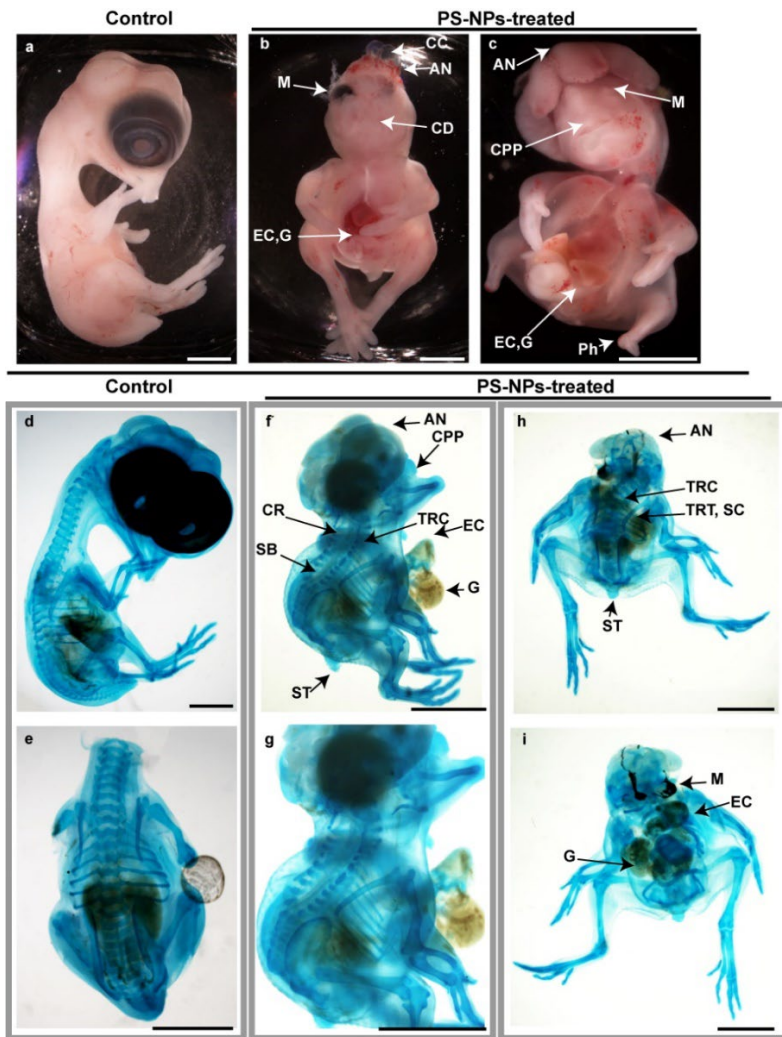 Control PS-NPs-treated
a b c
CC
AN
M
CD
EC,G
AN
M
CPP
EC,G
Ph
Control PS-NPs-treated
d f h
AN
CPP
CR
TRC
EC
SB
G
ST
AN
TRC
TRT, SC
ST
e g i
M
EC
G